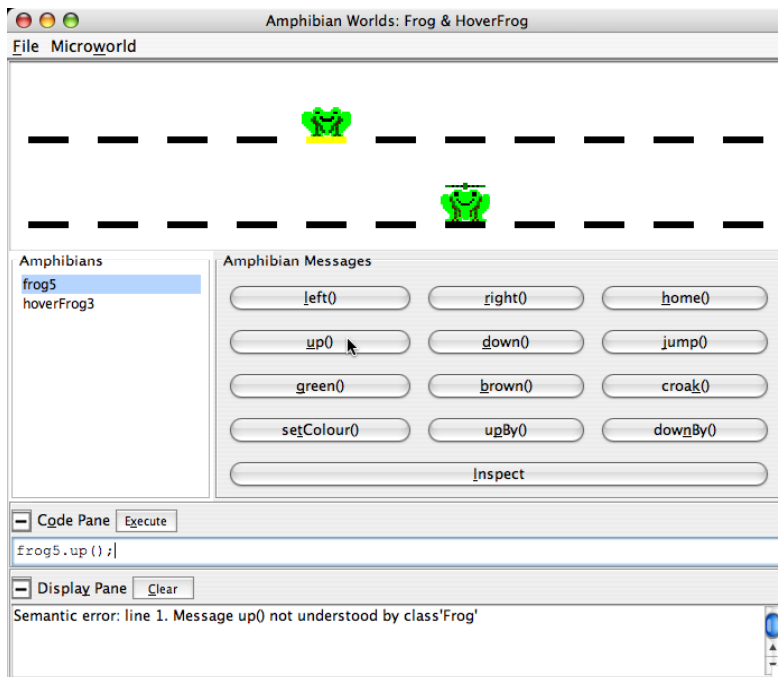 Amphibian Worlds: Frog & HoverFrog
File Microworld
Amphibians
frog5
hoverFrog3
Amphibian Messages
left() right() home()
up() down() jump()
green() brown() croak()
setColour() upBy() downBy()
Inspect
Code Pane Execute
frog5.up();
Display Pane Clear
Semantic error: line 1. Message up() not understood by class'Frog'